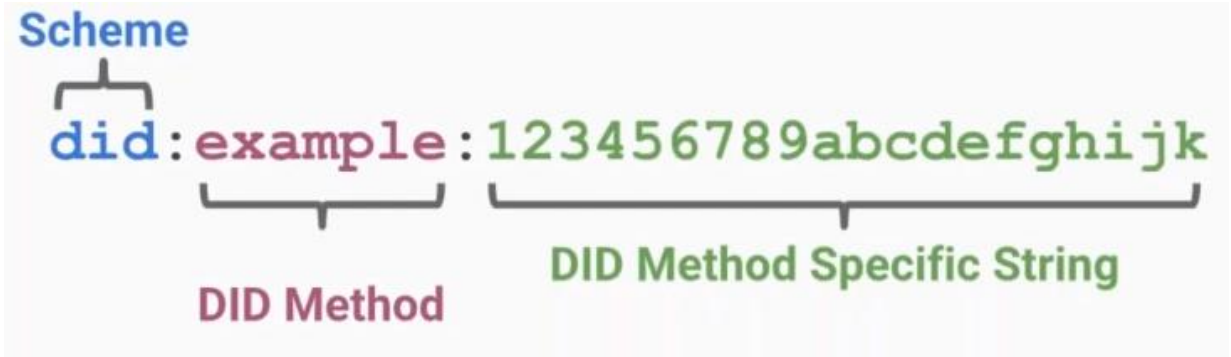 Scheme
did:example:123456789abcdefghijk
DID Method Specific String
DID Method